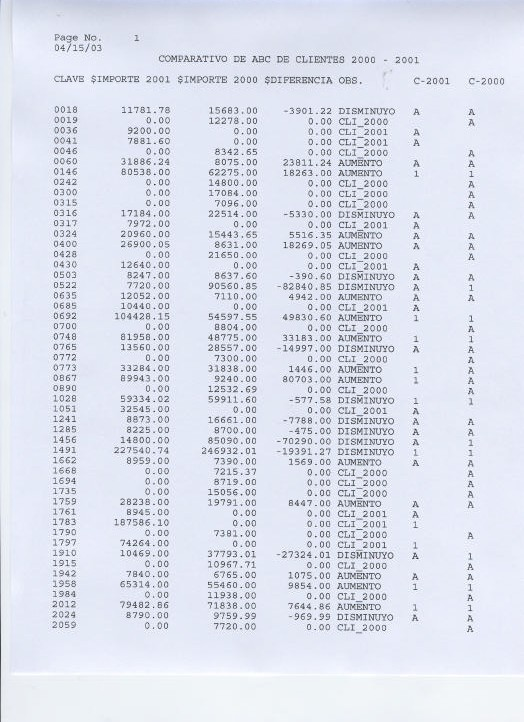 Page No. 1
04/15/03
COMPARATIVO DE ABC DE CLIENTES 2000 - 2001
CLAVE $IMPORTE 2001 $IMPORTE 2000 $DIFERENCIA OBS. C-2001 C-2000
0018 11781.78 15683.00 -3901.22 DISMINUYO A A
0019 0.00 12278.00 0.00 CLI_2000 A
0036 9200.00 0.00 0.00 CLI_2001 A
0041 7881.60 0.00 0.00 CLI_2001 A
0046 0.00 8342.65 0.00 CLI_2000 A
0060 31886.24 8075.00 23811.24 AUMENTO A A
0146 80538.00 62275.00 18263.00 AUMENTO 1 1
0242 0.00 14800.00 0.00 CLI_2000 A
0300 0.00 17084.00 0.00 CLI_2000 A
0315 0.00 7096.00 0.00 CLI_2000 A
0316 17184.00 22514.00 -5330.00 DISMINUYO A A
0317 7972.00 0.00 0.00 CLI_2001 A
0324 20960.00 15443.65 5516.35 AUMENTO A A
0400 26900.05 8631.00 18269.05 AUMENTO A A
0428 0.00 21650.00 0.00 CLI_2000 A
0430 12640.00 0.00 0.00 CLI_2001 A
0503 8247.00 8637.60 -390.60 DISMINUYO A A
0522 7720.00 90560.85 -82840.85 DISMINUYO A 1
0635 12052.00 7110.00 4942.00 AUMENTO A A
0685 10440.00 0.00 0.00 CLI_2001 A
0692 104428.15 54597.55 49830.60 AUMENTO 1 1
0700 0.00 8804.00 0.00 CLI_2000 A
0748 81958.00 48775.00 33183.00 AUMENTO 1 1
0765 13560.00 28557.00 -14997.00 DISMINUYO A A
0772 0.00 7300.00 0.00 CLI_2000 A
0773 33284.00 31838.00 1446.00 AUMENTO 1 A
0867 89943.00 9240.00 80703.00 AUMENTO 1 A
0890 0.00 12532.69 0.00 CLI_2000 A
1028 59334.02 59911.60 -577.58 DISMINUYO 1 1
1051 32545.00 0.00 0.00 CLI_2001 A
1241 8873.00 16661.00 -7788.00 DISMINUYO A A
1285 8225.00 8700.00 -475.00 DISMINUYO A A
1456 14800.00 85090.00 -70290.00 DISMINUYO A 1
1491 227540.74 246932.01 -19391.27 DISMINUYO 1 1
1662 8959.00 7390.00 1569.00 AUMENTO A A
1668 0.00 7215.37 0.00 CLI_2000 A
1694 0.00 8719.00 0.00 CLI_2000 A
1735 0.00 15056.00 0.00 CLI_2000 A
1759 28238.00 19791.00 8447.00 AUMENTO A A
1761 8945.00 0.00 0.00 CLI_2001 A
1783 187586.10 0.00 0.00 CLI_2001 1
1790 0.00 7381.00 0.00 CLI_2000 A
1797 74264.00 0.00 0.00 CLI_2001 1
1910 10469.00 37793.01 -27324.01 DISMINUYO A 1
1915 0.00 10967.71 0.00 CLI_2000 A
1942 7840.00 6765.00 1075.00 AUMENTO A A
1958 65314.00 55460.00 9854.00 AUMENTO 1 1
1984 0.00 11938.00 0.00 CLI_2000 A
2012 79482.86 71838.00 7644.86 AUMENTO 1 1
2024 8790.00 9759.99 -969.99 DISMINUYO A A
2059 0.00 7720.00 0.00 CLI_2000 A